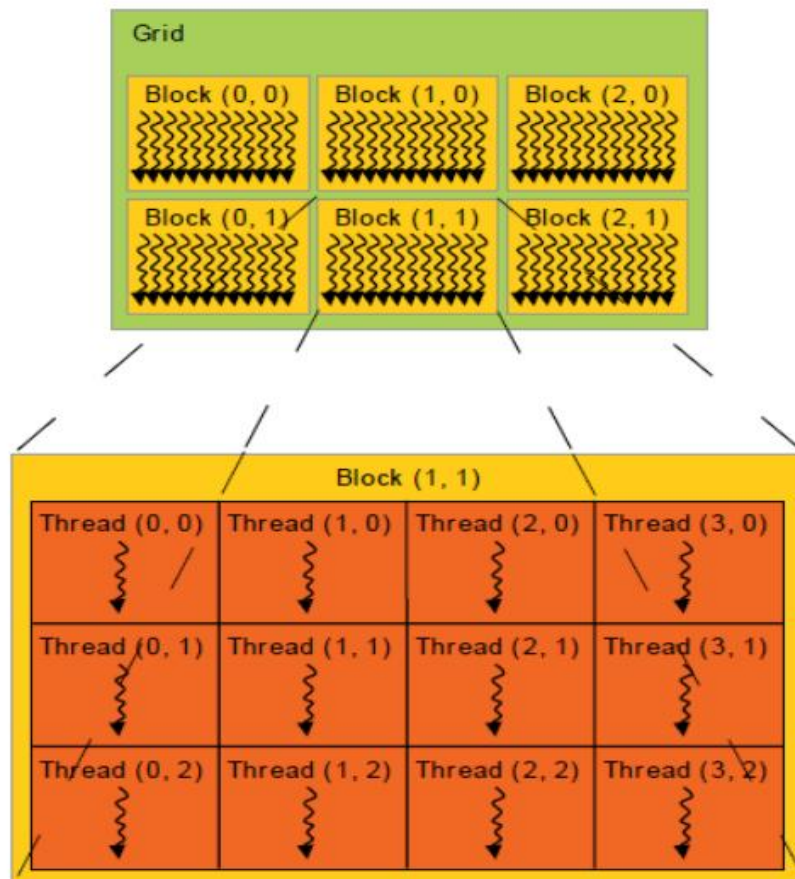 Grid
Block (0, 0) Block (1, 0) Block (2, 0)
Block (0, 1) Block (1, 1) Block (2, 1)
Block (1, 1)
Thread (0, 0) Thread (1, 0) Thread (2, 0) Thread (3, 0)
Thread (0, 1) Thread (1, 1) Thread (2, 1) Thread (3, 1)
Thread (0, 2) Thread (1, 2) Thread (2, 2) Thread (3, 2)